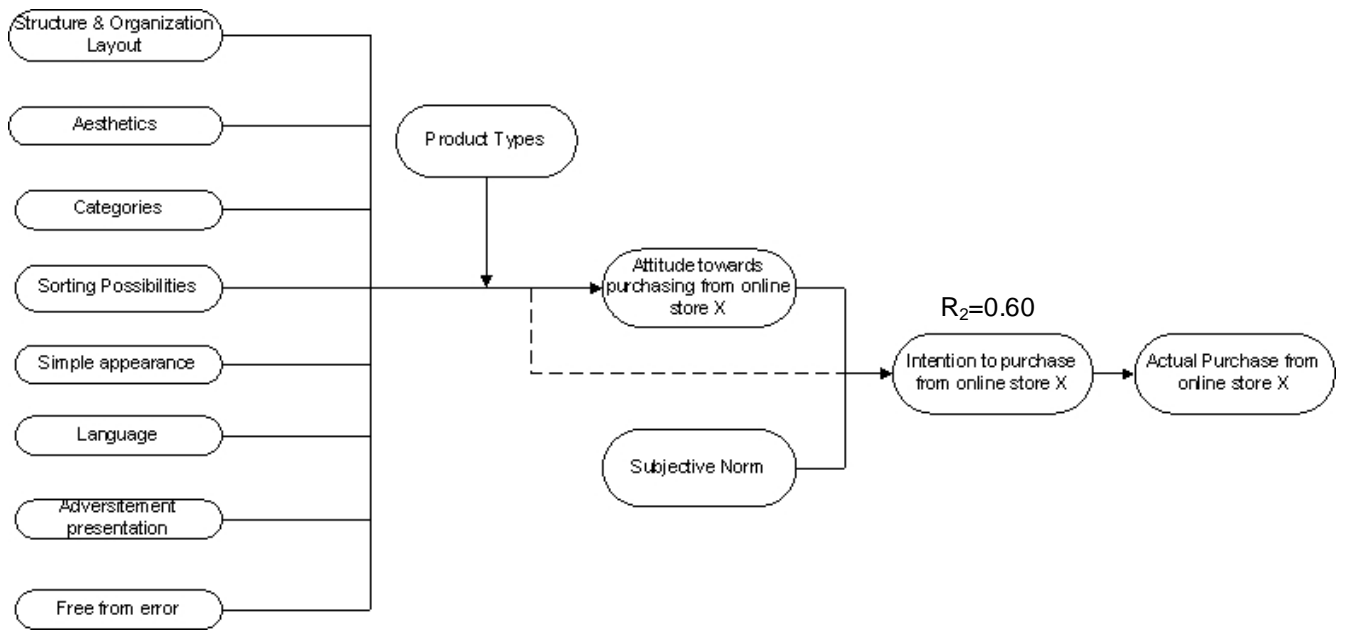 Structure & Organization
Layout
Aesthetics
Product Types
Categories
Sorting Possibilities
Attitude towards
purchasing from online
store X
R₂=0.60
Simple appearance
Intention to purchase
from online store X
Actual Purchase from
online store X
Language
Subjective Norm
Adversitement
presentation
Free from error